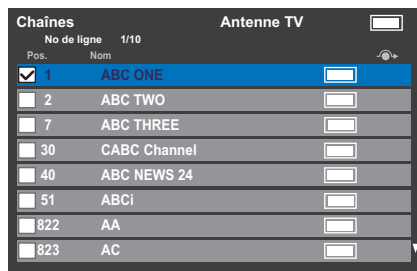 Chaînes Antenne TV
No de ligne 1/10
Pos. Nom
1 ABC ONE
2 ABC TWO
7 ABC THREE
30 CABC Channel
40 ABC NEWS 24
51 ABCi
822 AA
823 AC